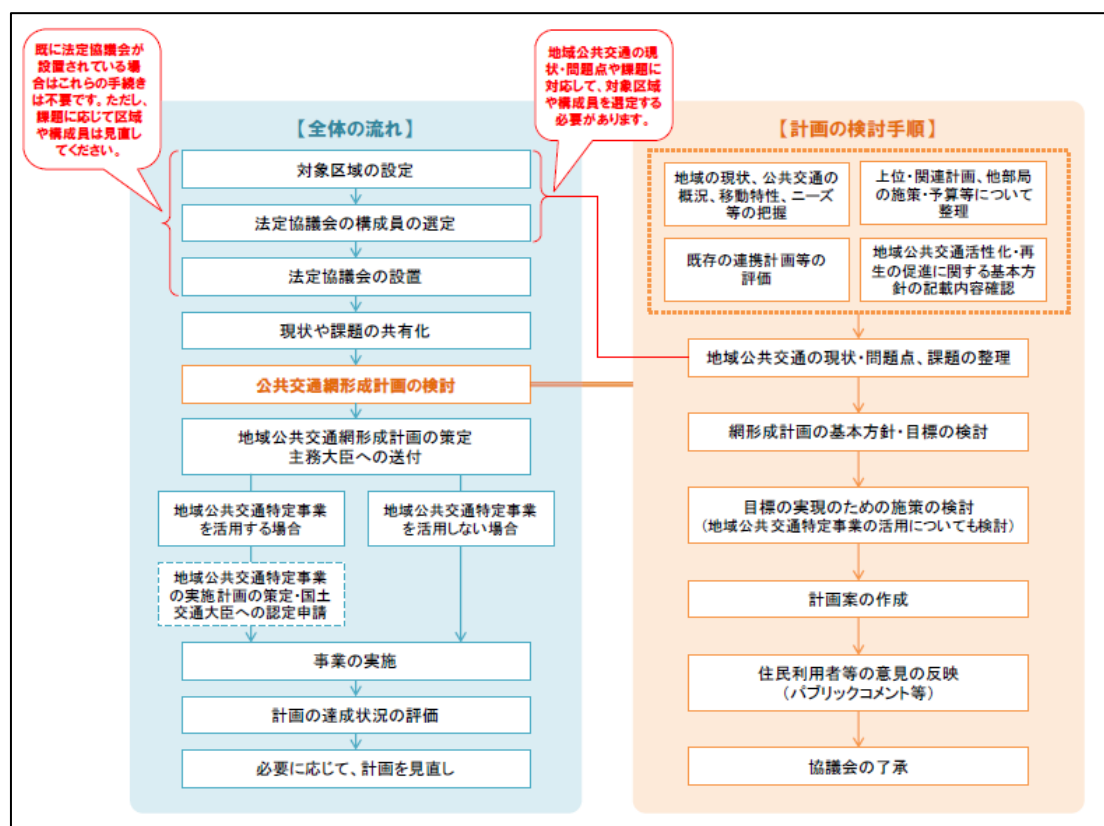 既に法定協議会が
設置されている場
合はこれらの手続き
は不要です。ただし、
課題に応じて区域
や構成員は見直し
てください。
地域公共交通の現
状・問題点や課題に
対応して、対象区域
や構成員を選定する
必要があります。
【全体の流れ】
対象区域の設定
法定協議会の構成員の選定
法定協議会の設置
現状や課題の共有化
公共交通網形成計画の検討
地域公共交通網形成計画の策定
主務大臣への送付
地域公共交通特定事業
を活用する場合
地域公共交通特定事業
を活用しない場合
地域公共交通特定事業
の実施計画の策定・国土
交通大臣への認定申請
事業の実施
計画の達成状況の評価
必要に応じて、計画を見直し
【計画の検討手順】
地域の現状、公共交通の
概況、移動特性、ニーズ
等の把握
上位・関連計画、他部局
の施策・予算等について
整理
既存の連携計画等の
評価
地域公共交通活性化・再
生の促進に関する基本方
針の記載内容確認
地域公共交通の現状・問題点、課題の整理
網形成計画の基本方針・目標の検討
目標の実現のための施策の検討
(地域公共交通特定事業の活用についても検討)
計画案の作成
住民利用者等の意見の反映
(パブリックコメント等)
協議会の了承